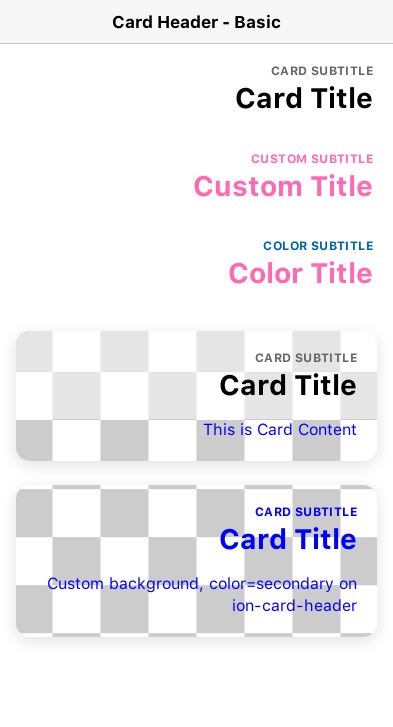 Card Header - Basic
CARD SUBTITLE
Card Title
CUSTOM SUBTITLE
Custom Title
COLOR SUBTITLE
Color Title
CARD SUBTITLE
Card Title
This is Card Content
CARD SUBTITLE
Card Title
Custom background, color=secondary on
ion-card-header